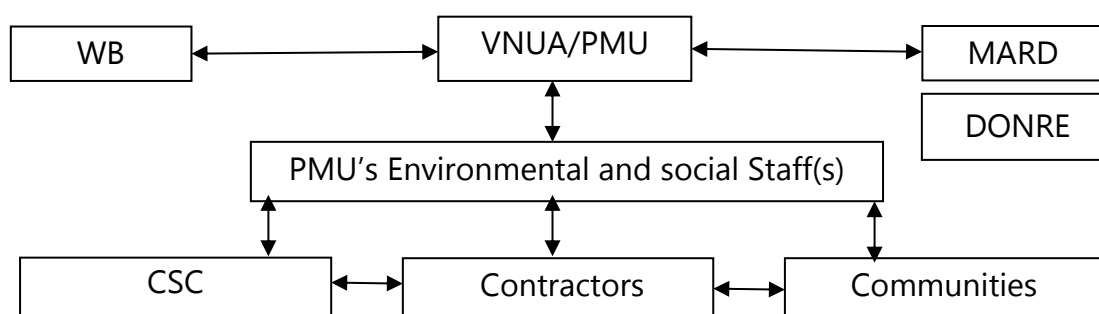 WB
VNUA/PMU
MARD
DONRE
PMU’s Environmental and social Staff(s)
CSC
Contractors
Communities